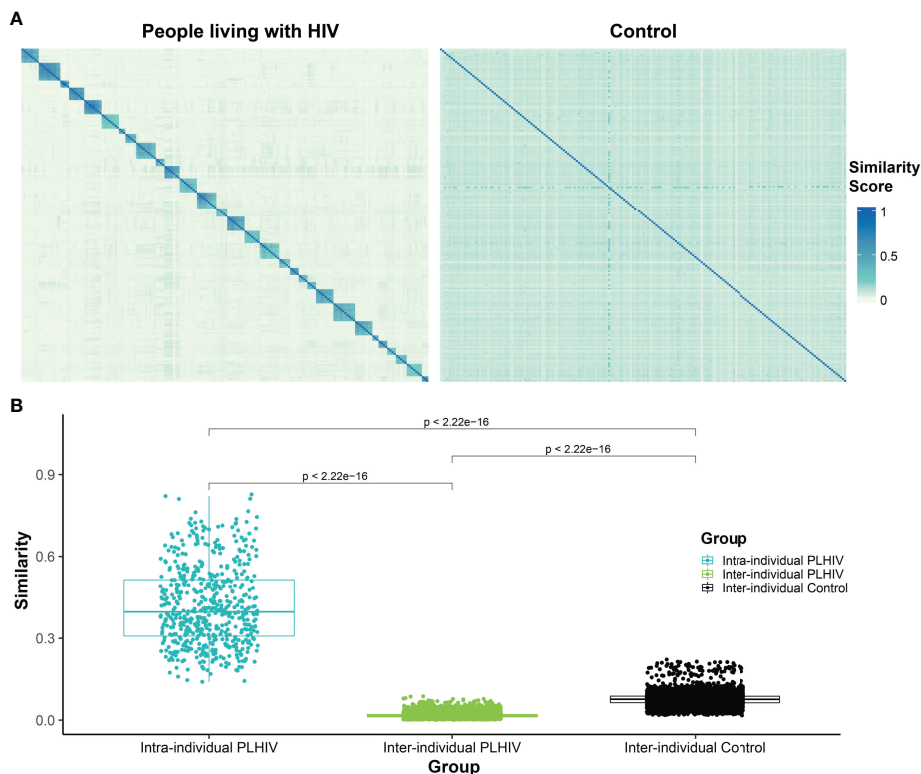 A
People living with HIV
Control
Similarity
Score
1
0.5
0
B
p < 2.22e−16
p < 2.22e−16
p < 2.22e−16
0.9
0.6
0.3
0.0
Similarity
Group
Intra-individual PLHIV
Inter-individual PLHIV
Inter-individual Control
Intra-individual PLHIV
Inter-individual PLHIV
Inter-individual Control
Group